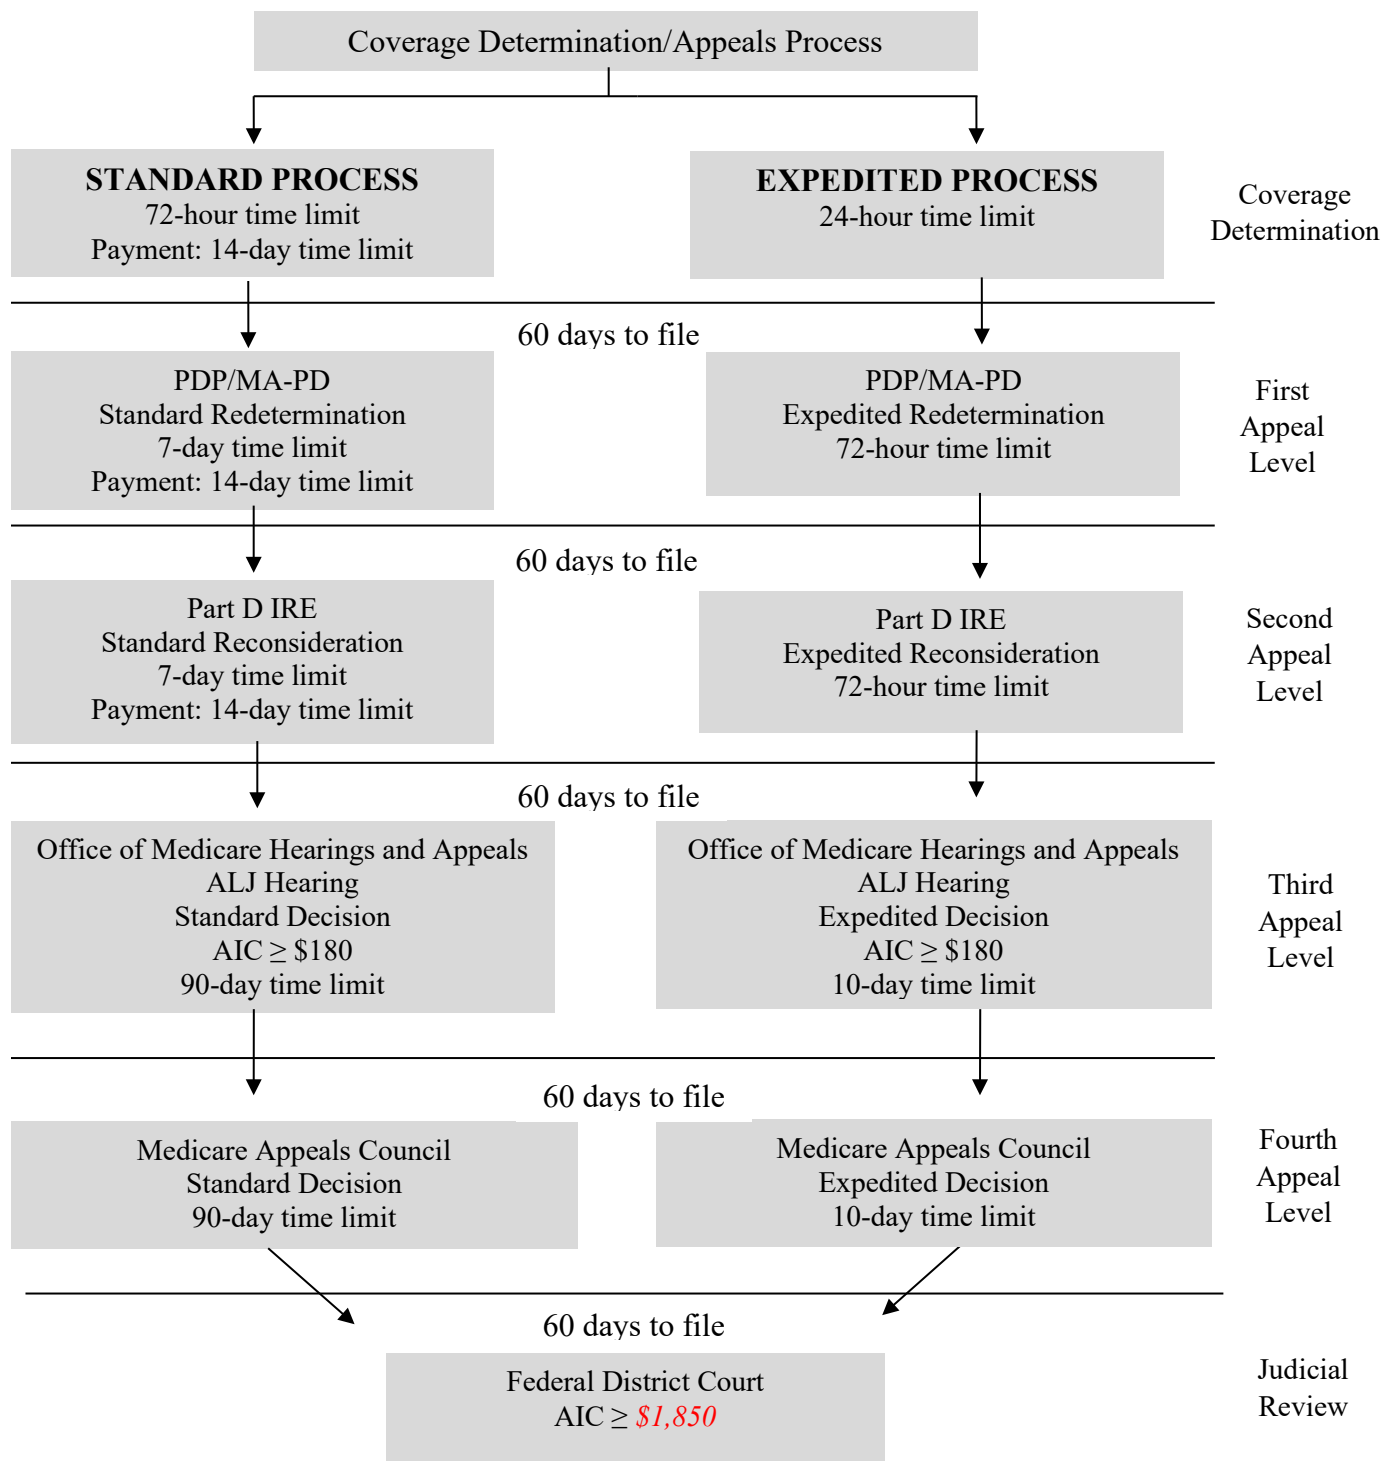 Coverage Determination/Appeals Process
STANDARD PROCESS
72-hour time limit
Payment: 14-day time limit
EXPEDITED PROCESS
24-hour time limit
Coverage
Determination
60 days to file
PDP/MA-PD
Standard Redetermination
7-day time limit
Payment: 14-day time limit
PDP/MA-PD
Expedited Redetermination
72-hour time limit
First
Appeal
Level
60 days to file
Part D IRE
Standard Reconsideration
7-day time limit
Payment: 14-day time limit
Part D IRE
Expedited Reconsideration
72-hour time limit
Second
Appeal
Level
60 days to file
Office of Medicare Hearings and Appeals
ALJ Hearing
Standard Decision
AIC ≥ $180
90-day time limit
Office of Medicare Hearings and Appeals
ALJ Hearing
Expedited Decision
AIC ≥ $180
10-day time limit
Third
Appeal
Level
60 days to file
Medicare Appeals Council
Standard Decision
90-day time limit
Medicare Appeals Council
Expedited Decision
10-day time limit
Fourth
Appeal
Level
60 days to file
Federal District Court
AIC ≥ $1,850
Judicial
Review